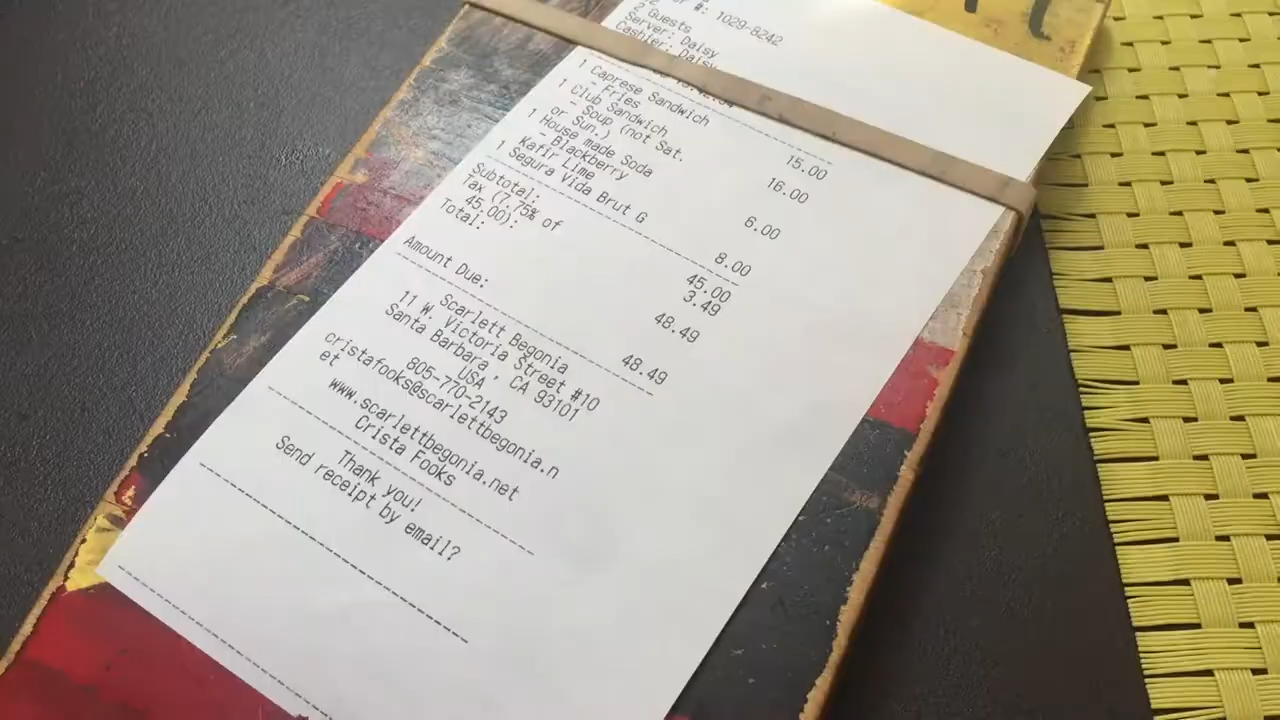 #: 1029-8242
2 Guests
Server: Daisy
Cashier: Daisy
1 Caprese Sandwich 15.00
- Fries
1 Club Sandwich 16.00
- Soup (not Sat.
or Sun.)
1 House made Soda 6.00
- Blackberry
Kafir Lime
1 Segura Vida Brut G 8.00
Subtotal: 45.00
Tax (7.75% of 3.49
45.00):
Total: 48.49
Amount Due: 48.49
Scarlett Begonia
11 W. Victoria Street #10
Santa Barbara , CA 93101
USA
805-770-2143
cristafooks@scarlettbegonia.n
et
www.scarlettbegonia.net
Crista Fooks
Thank you!
Send receipt by email?